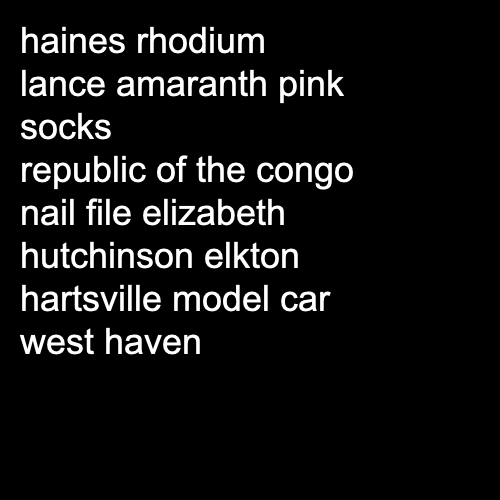 haines rhodium
lance amaranth pink
socks
republic of the congo
nail file elizabeth
hutchinson elkton
hartsville model car
west haven